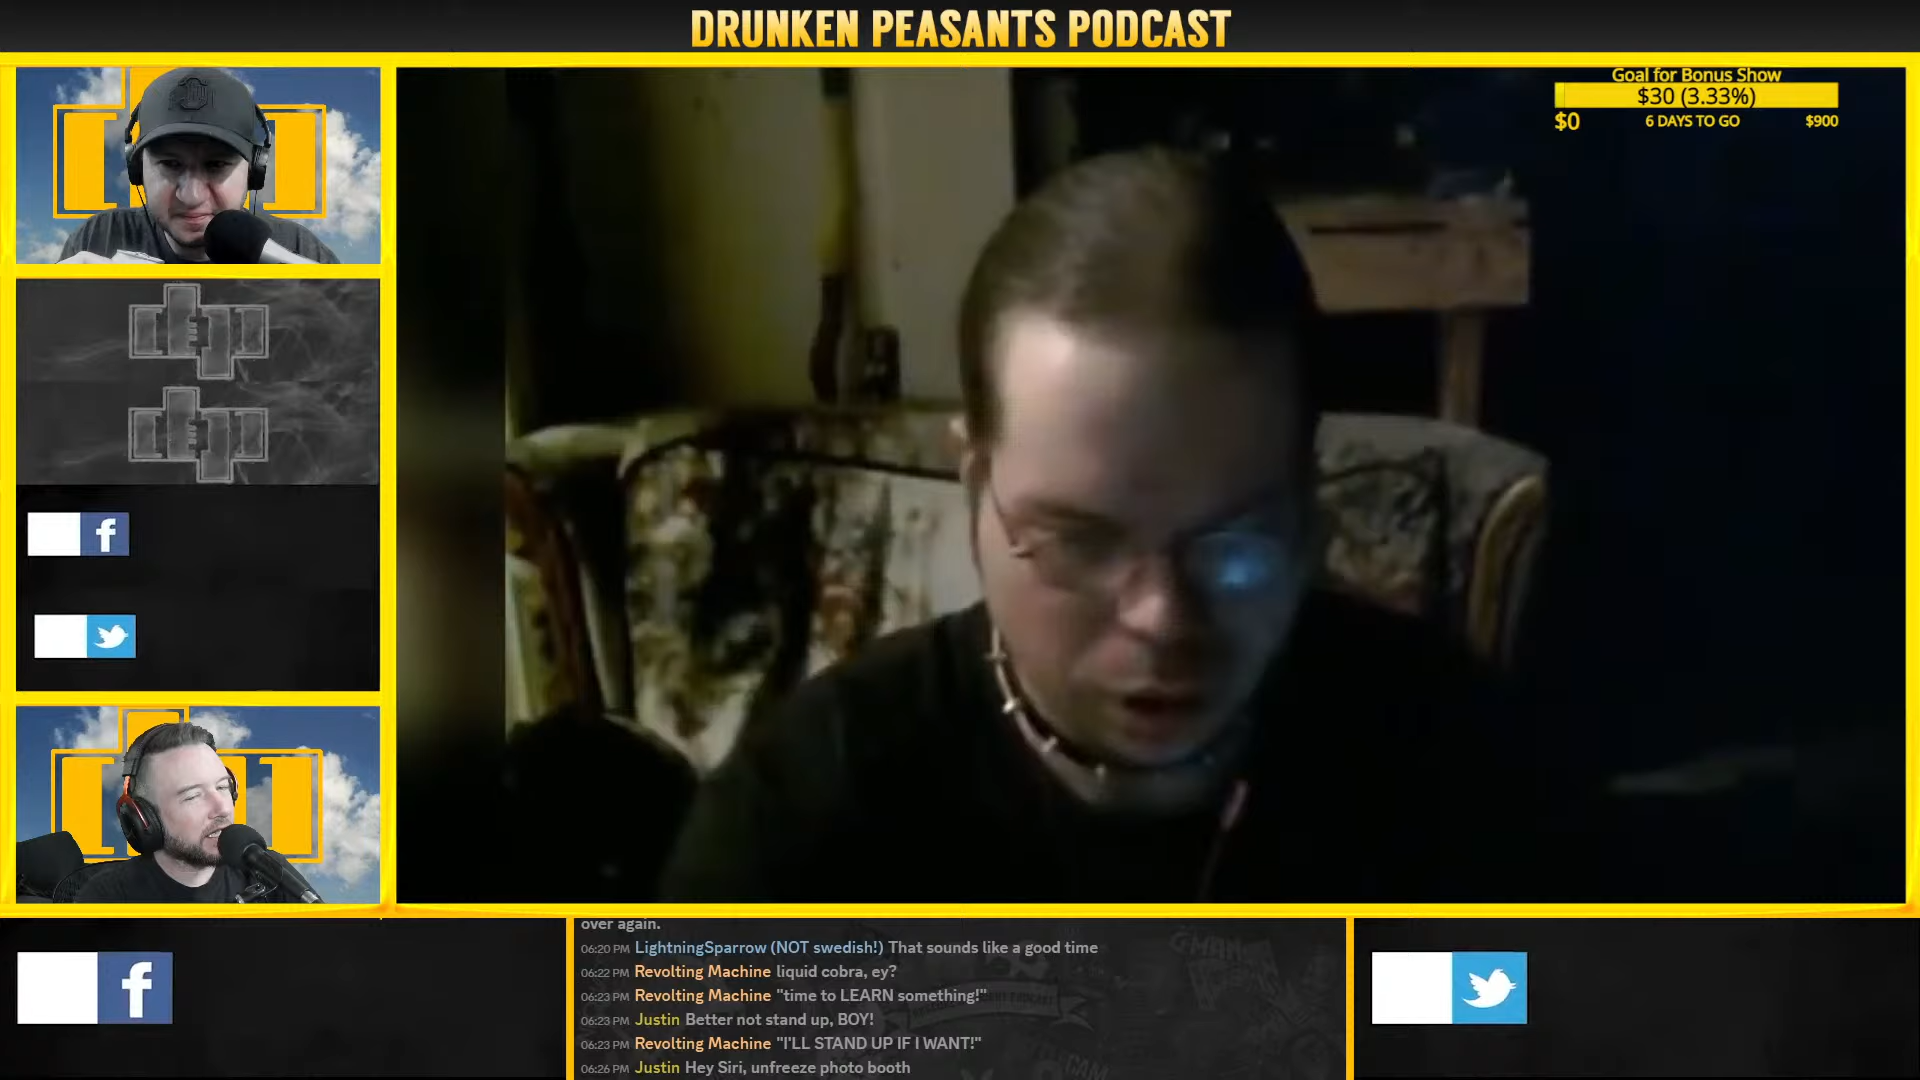 DRUNKEN PEASANTS PODCAST
Goal for Bonus Show
$30 (3.33%)
$0 6 DAYS TO GO $900
over again.
06:20 PM LightningSparrow (NOT swedish!) That sounds like a good time
06:22 PM Revolting Machine liquid cobra, ey?
06:23 PM Revolting Machine "time to LEARN something!"
06:23 PM Justin Better not stand up, BOY!
06:23 PM Revolting Machine "I'LL STAND UP IF I WANT!"
06:26 PM Justin Hey Siri, unfreeze photo booth